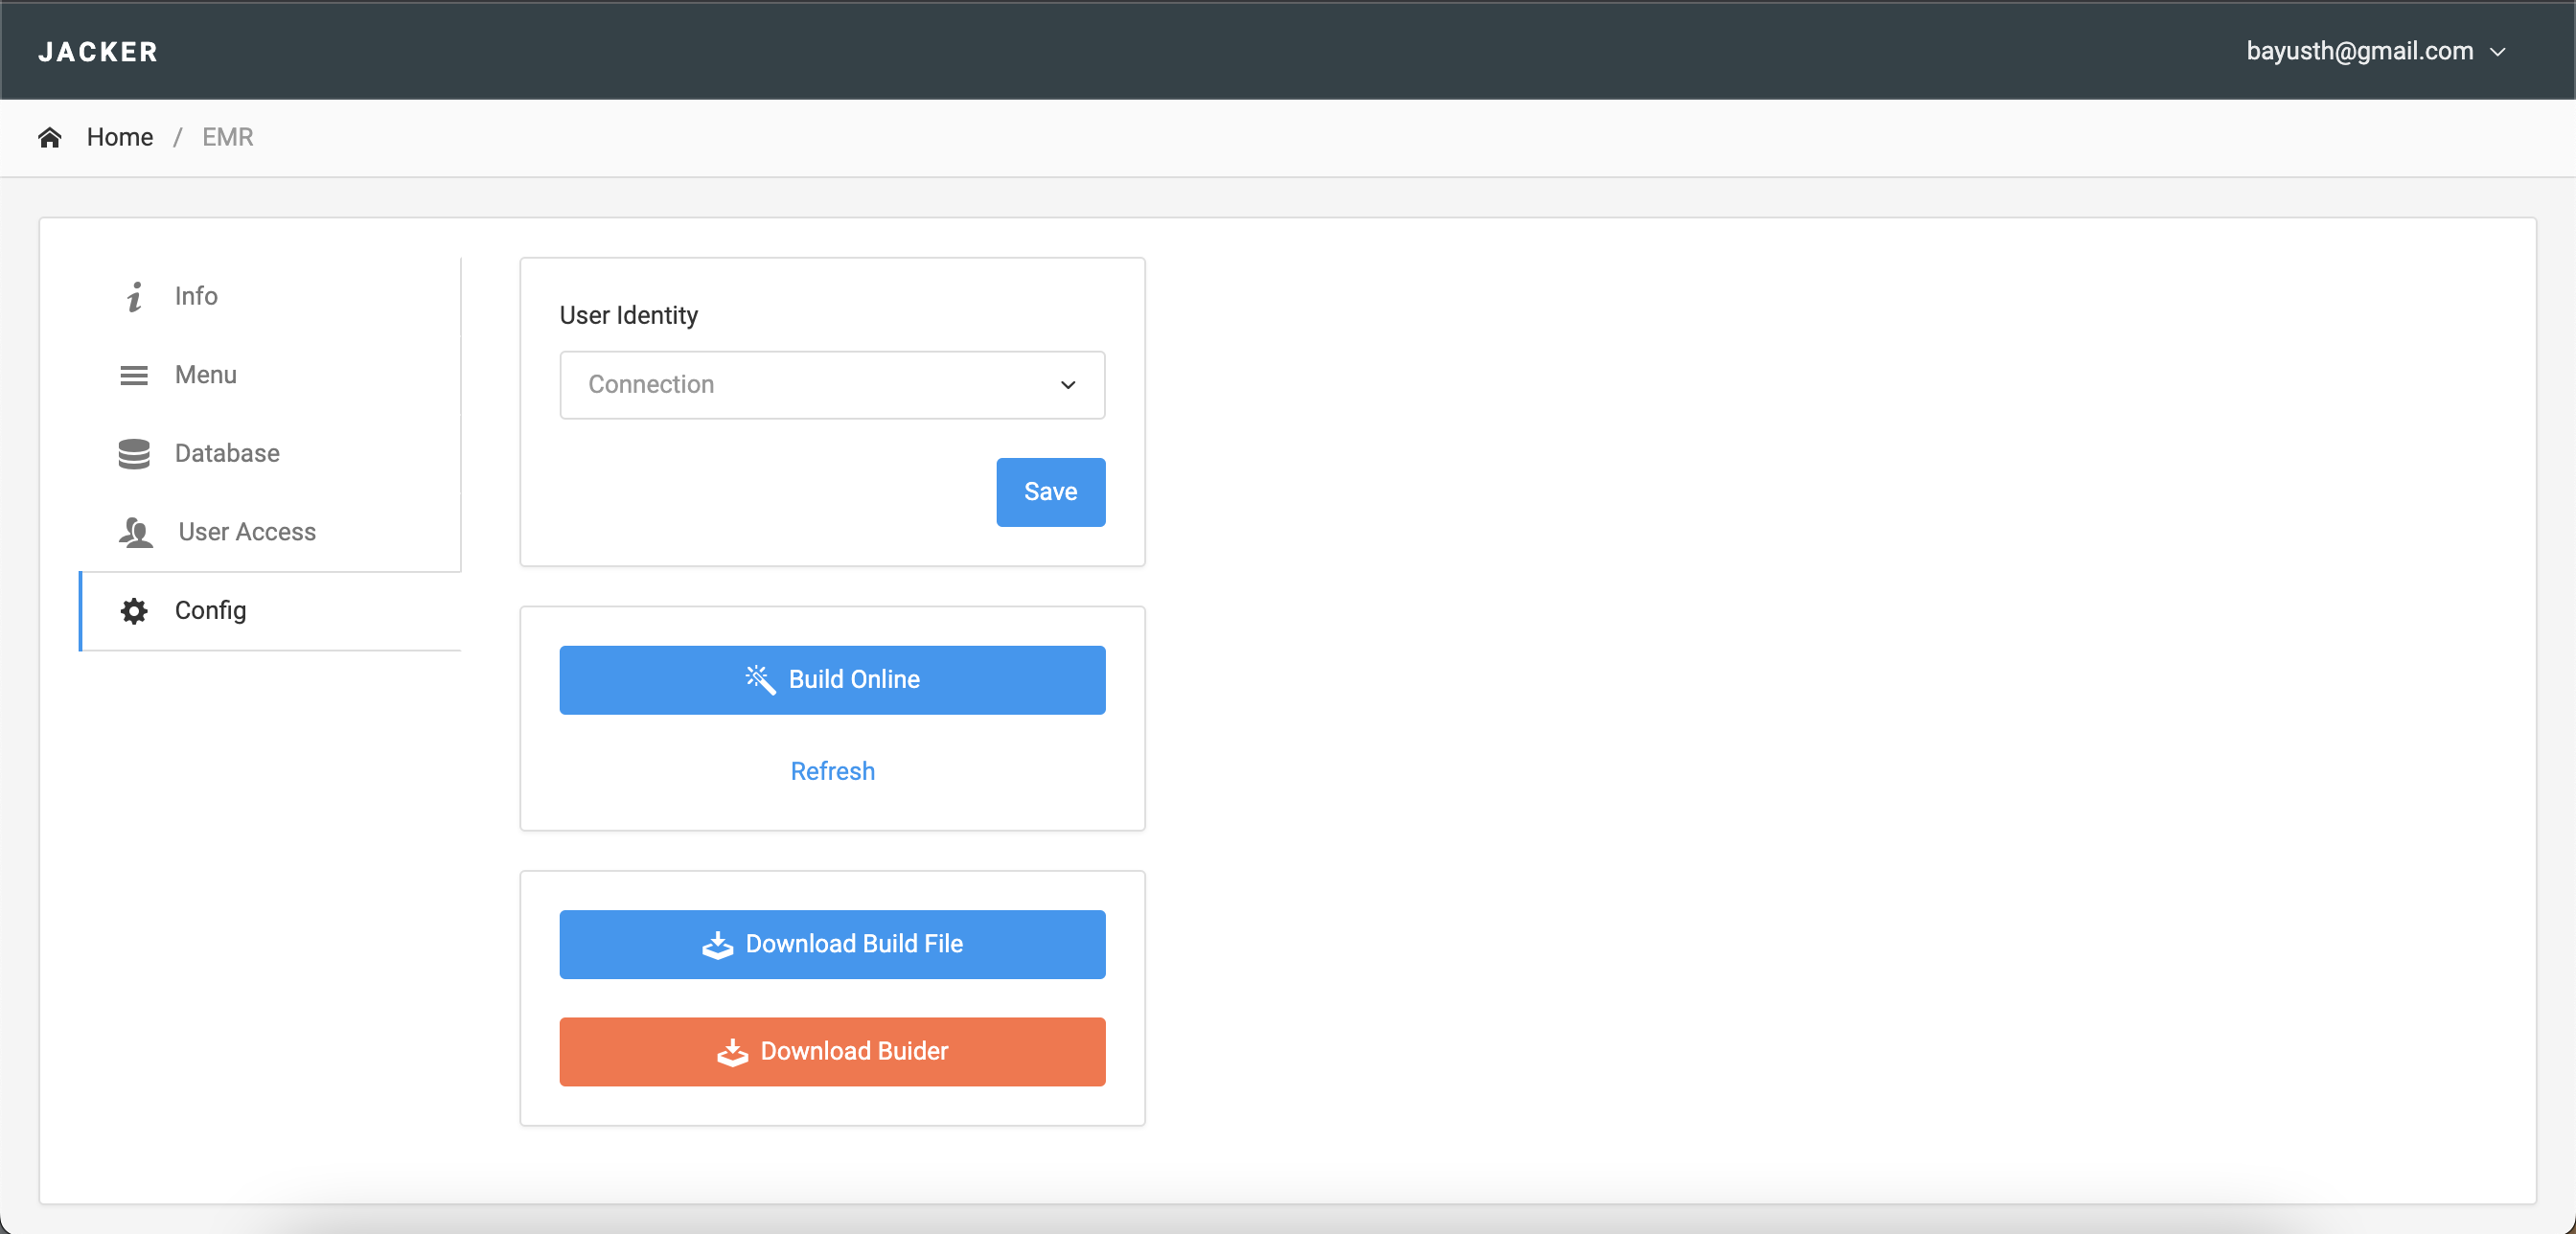 JACKER
bayusth@gmail.com
Home / EMR
Info
Menu
Database
User Access
Config
User Identity
Connection
Save
Build Online
Refresh
Download Build File
Download Buider